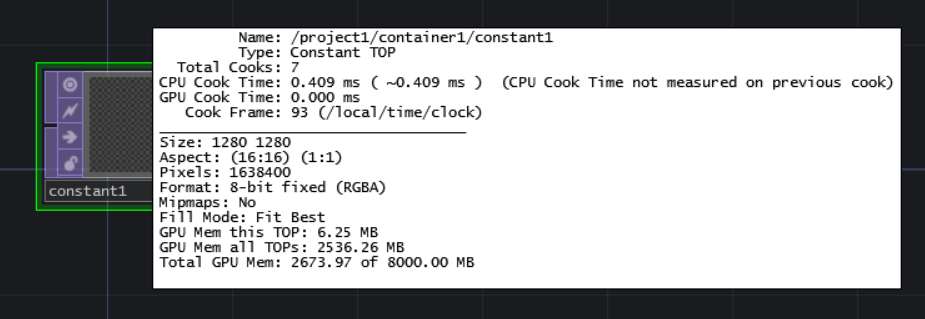 Name: /project1/container1/constant1
Type: Constant TOP
Total Cooks: 7
CPU Cook Time: 0.409 ms ( ~0.409 ms )  (CPU Cook Time not measured on previous cook)
GPU Cook Time: 0.000 ms
Cook Frame: 93 (/local/time/clock)
Size: 1280 1280
Aspect: (16:16) (1:1)
Pixels: 1638400
Format: 8-bit fixed (RGBA)
Mipmaps: No
Fill Mode: Fit Best
GPU Mem this TOP: 6.25 MB
GPU Mem all TOPs: 2536.26 MB
Total GPU Mem: 2673.97 of 8000.00 MB
constant1